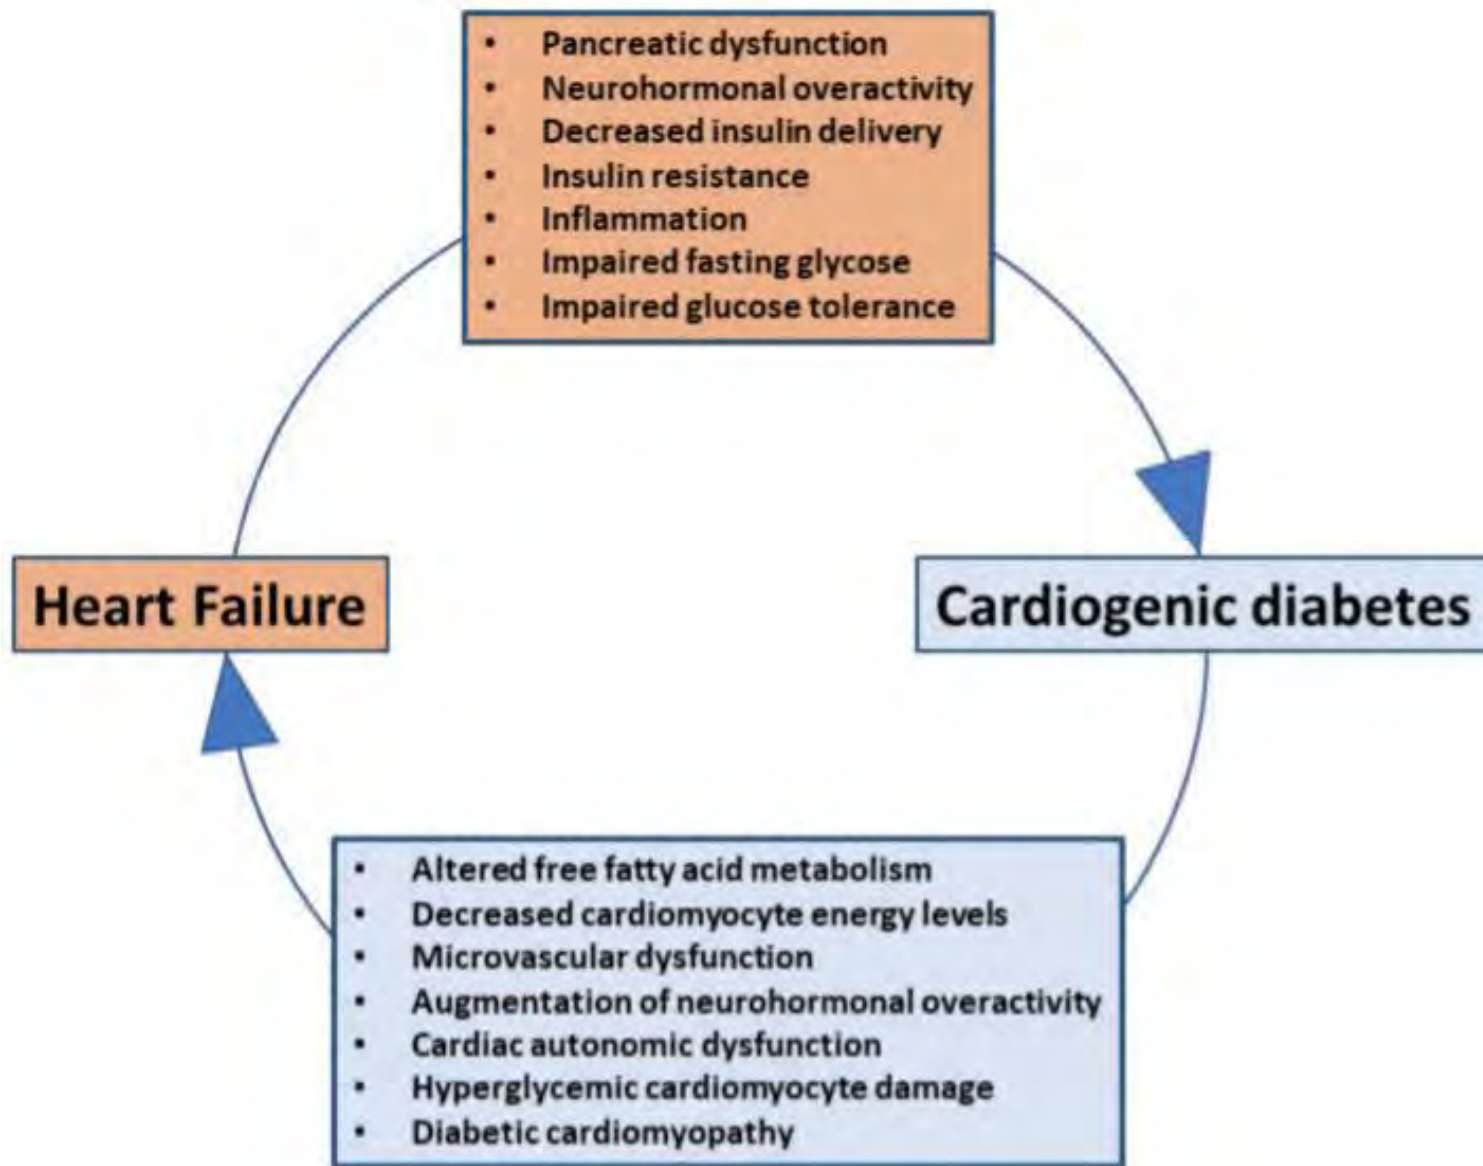 • Pancreatic dysfunction
• Neurohormonal overactivity
• Decreased insulin delivery
• Insulin resistance
• Inflammation
• Impaired fasting glycose
• Impaired glucose tolerance
Heart Failure
Cardiogenic diabetes
• Altered free fatty acid metabolism
• Decreased cardiomyocyte energy levels
• Microvascular dysfunction
• Augmentation of neurohormonal overactivity
• Cardiac autonomic dysfunction
• Hyperglycemic cardiomyocyte damage
• Diabetic cardiomyopathy